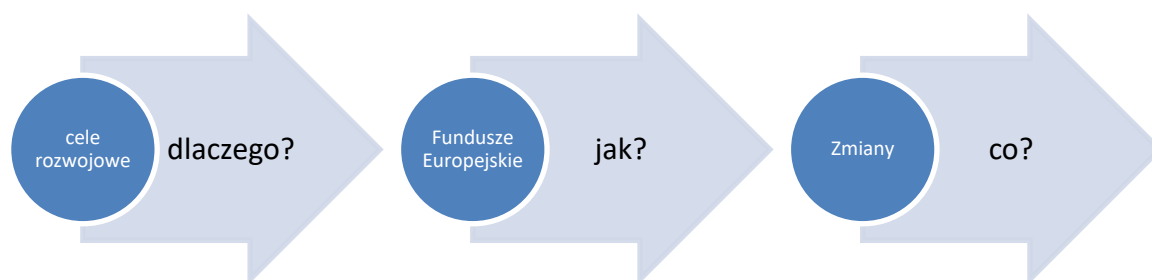 cele
rozwojowe
dlaczego?
Fundusze
Europejskie
jak?
Zmiany
co?